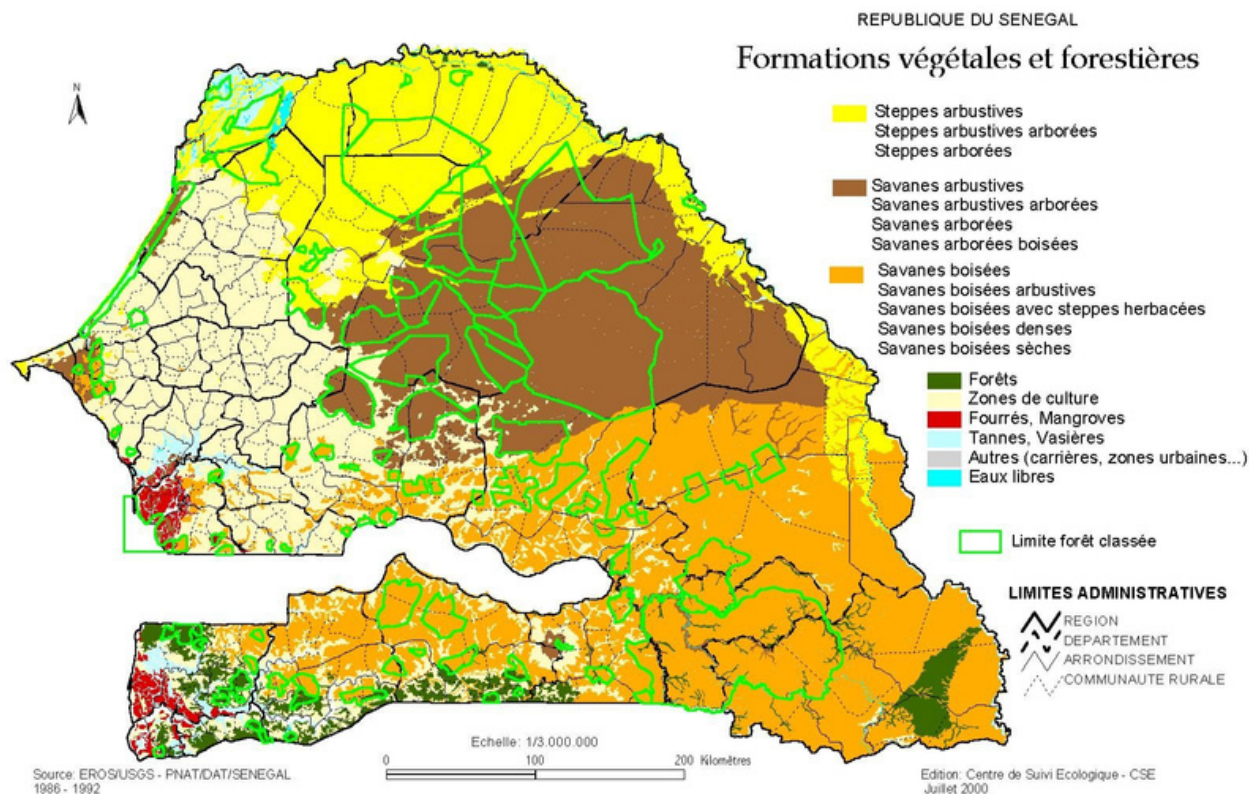 REPUBLIQUE DU SENEGAL
Formations végétales et forestières
N
Steppes arbustives
Steppes arbustives arborées
Steppes arborées
Savanes arbustives
Savanes arbustives arborées
Savanes arborées
Savanes arborées boisées
Savanes boisées
Savanes boisées arbustives
Savanes boisées avec steppes herbacées
Savanes boisées denses
Savanes boisées sèches
Forêts
Zones de culture
Fourrés, Mangroves
Tannes, Vasières
Autres (carrières, zones urbaines...)
Eaux libres
Limite forêt classée
LIMITES ADMINISTRATIVES
REGION
DEPARTEMENT
ARRONDISSEMENT
COMMUNAUTE RURALE
Echelle: 1/3.000.000
0 100 200 Kilomètres
Source: EROS/USGS - PNAT/DAT/SENEGAL
1986 - 1992
Edition: Centre de Suivi Ecologique - CSE
Juillet 2000